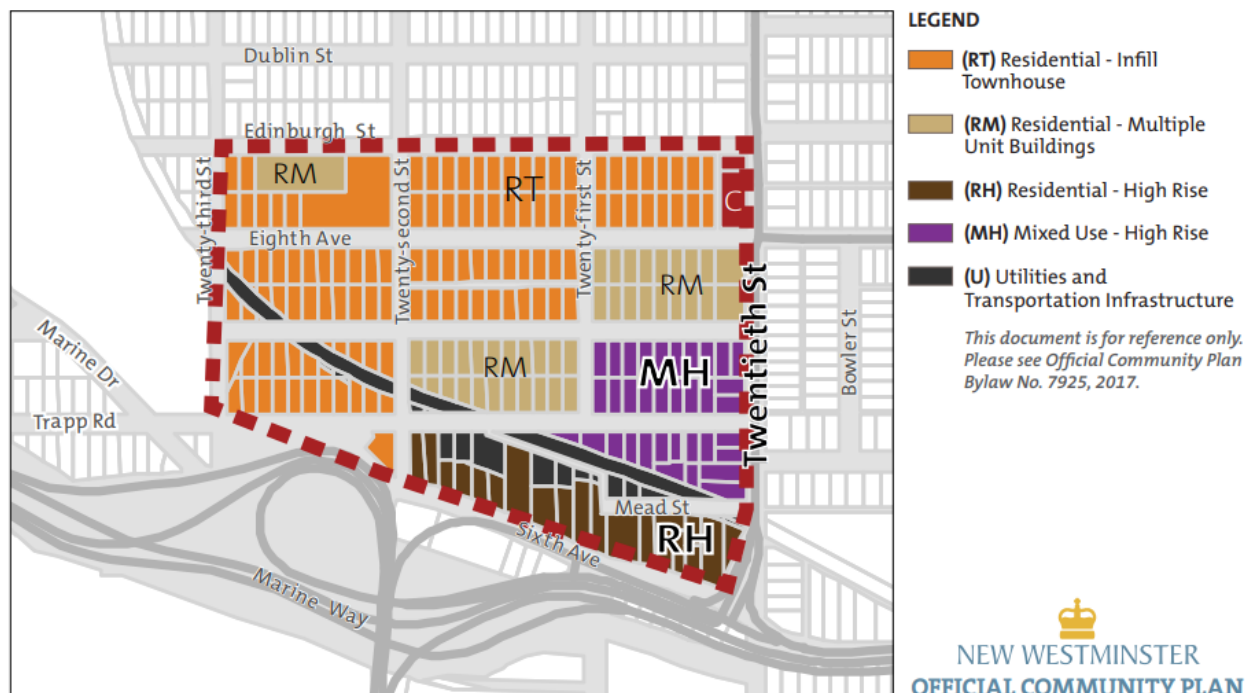 Dublin St
Edinburgh St
Twenty-third St
RM
Twenty-second St
RT
Twenty-first St
C
Eighth Ave
RM
Twentieth St
Bowler St
Marine Dr
Trapp Rd
RM
MH
Mead St
RH
Sixth Ave
Marine Way
LEGEND
(RT) Residential - Infill
Townhouse
(RM) Residential - Multiple
Unit Buildings
(RH) Residential - High Rise
(MH) Mixed Use - High Rise
(U) Utilities and
Transportation Infrastructure
This document is for reference only.
Please see Official Community Plan
Bylaw No. 7925, 2017.
NEW WESTMINSTER
OFFICIAL COMMUNITY PLAN